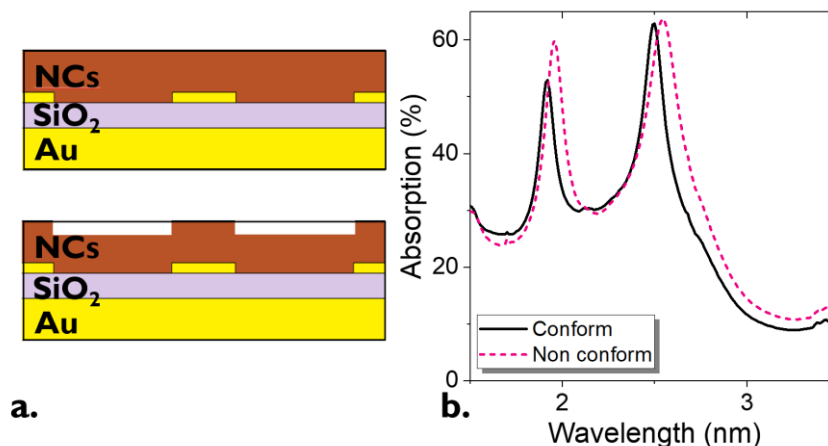 NCs
SiO₂
Au
NCs
SiO₂
Au
a.
60
40
20
0
Absorption (%)
Conform
Non conform
2
3
Wavelength (nm)
b.